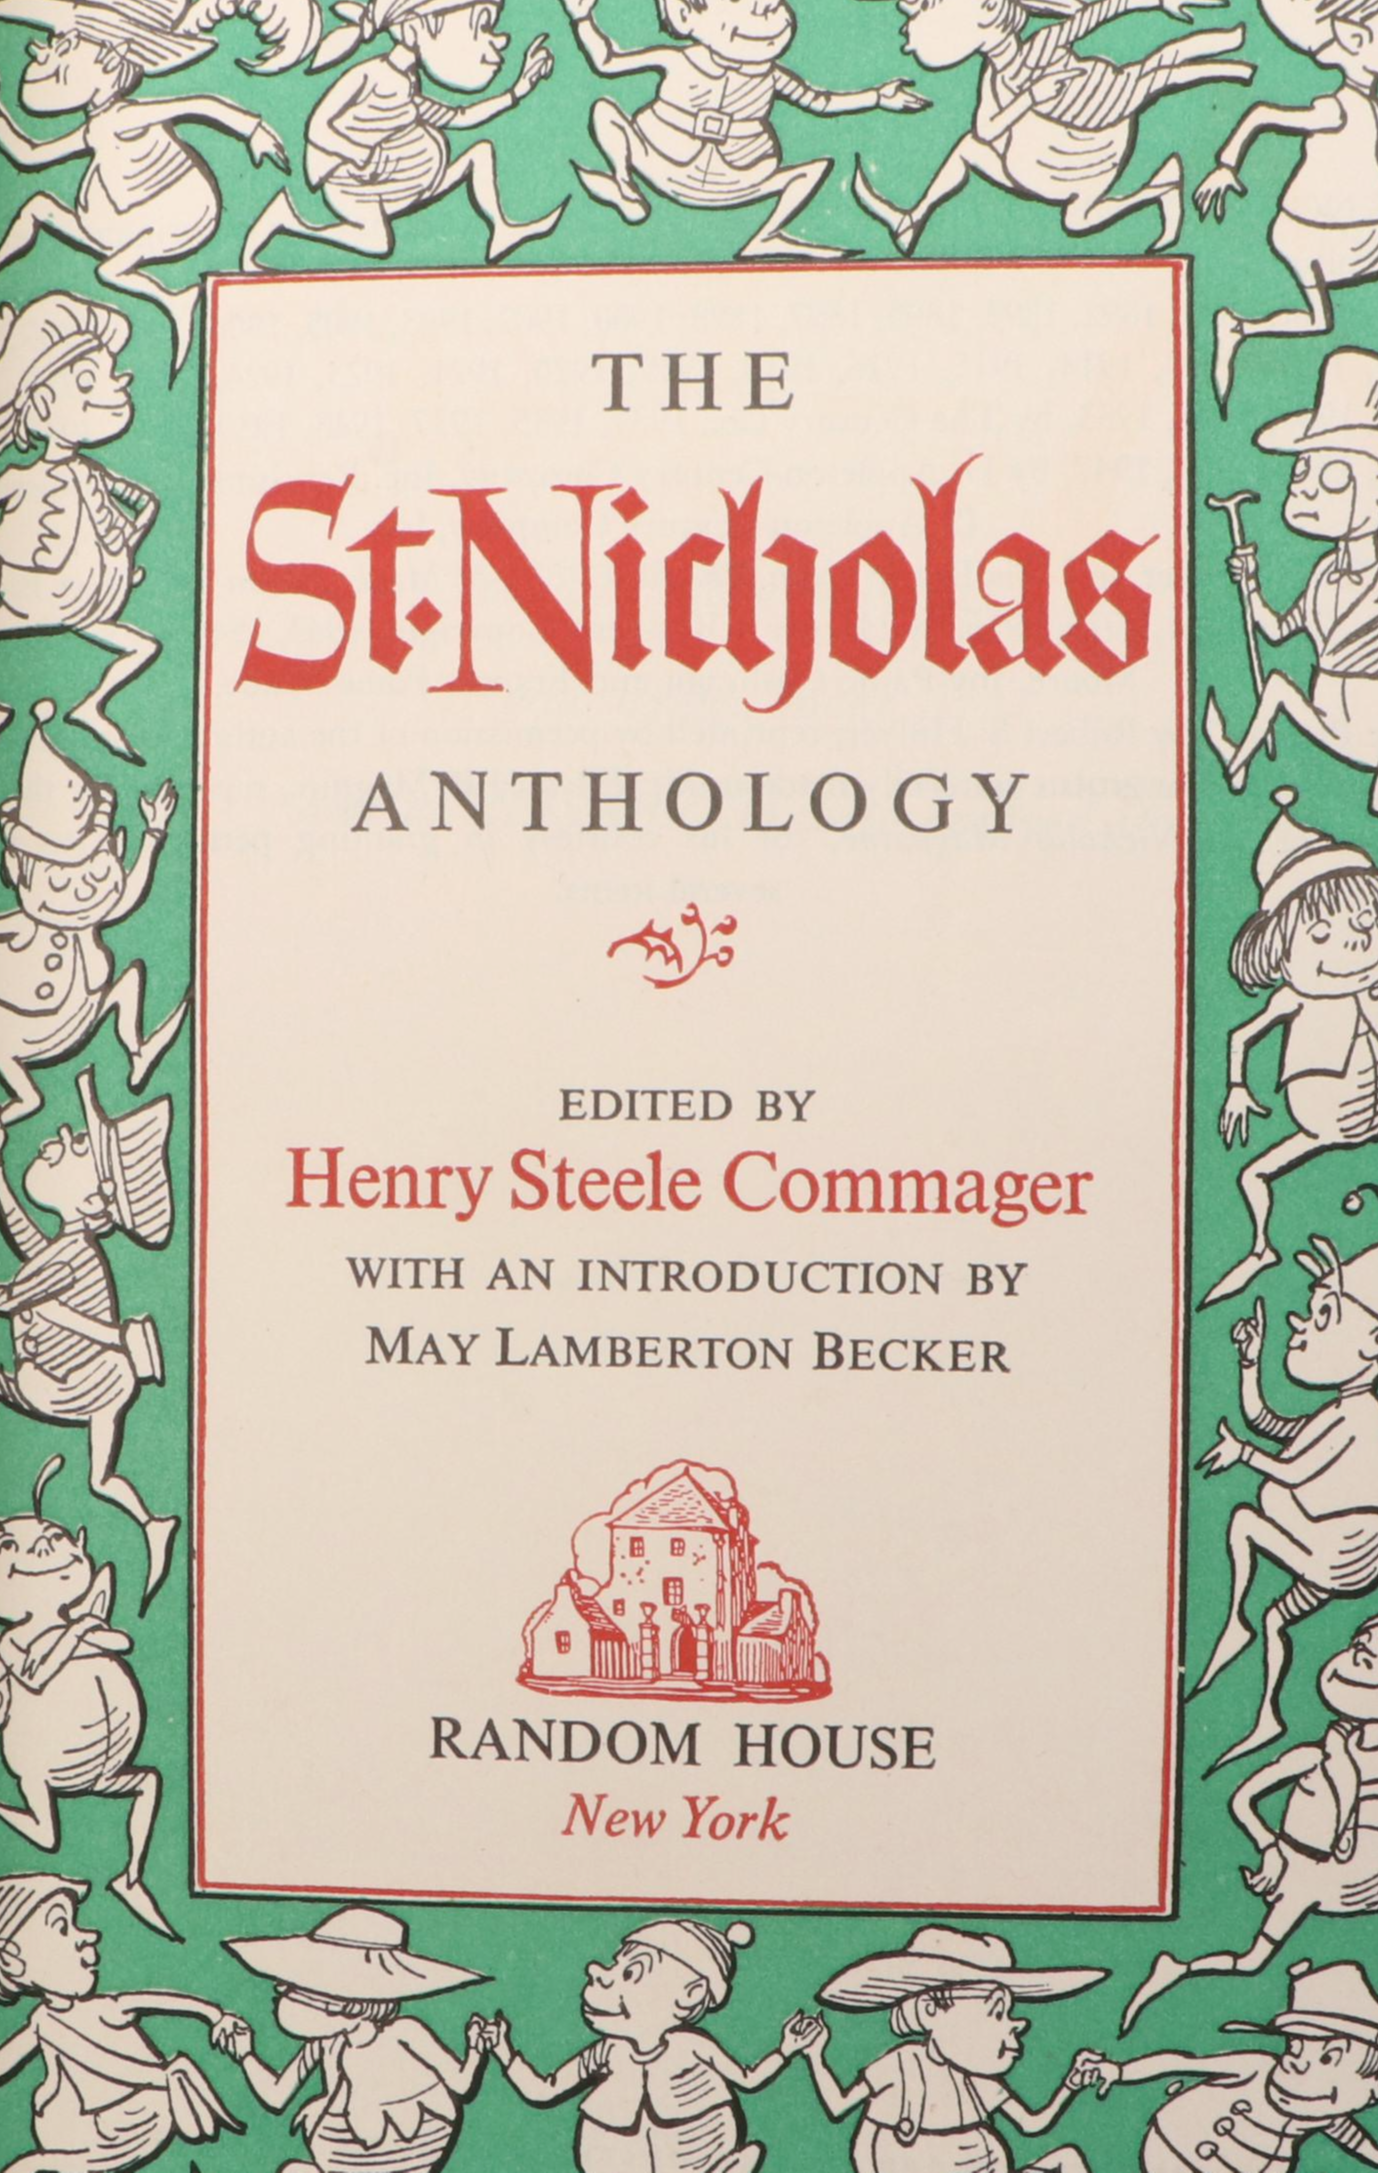 THE
St. Nicholas
ANTHOLOGY
EDITED BY
Henry Steele Commager
WITH AN INTRODUCTION BY
MAY LAMBERTON BECKER
RANDOM HOUSE
New York